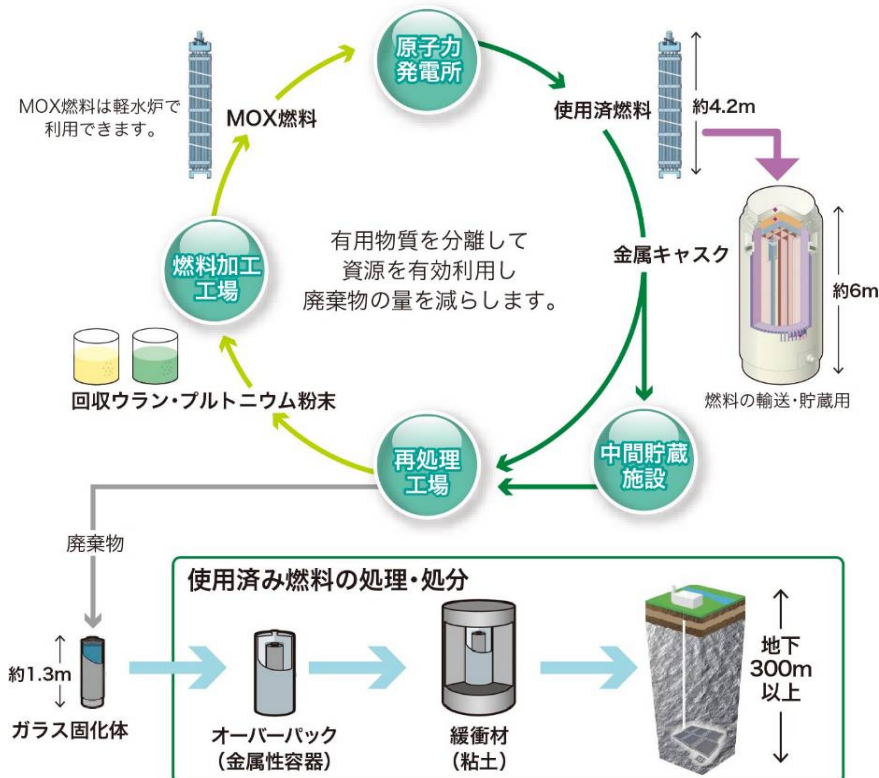 原子力
発電所
MOX燃料は軽水炉で
利用できます。
MOX燃料
使用済燃料
約4.2m
燃料加工
工場
有用物質を分離して
資源を有効利用し
廃棄物の量を減らします。
金属キャスク
約6m
燃料の輸送・貯蔵用
回収ウラン・プルトニウム粉末
再処理
工場
中間貯蔵
施設
廃棄物
使用済み燃料の処理・処分
約1.3m
ガラス固化体
オーバーパック
（金属性容器）
緩衝材
（粘土）
地下
300m
以上